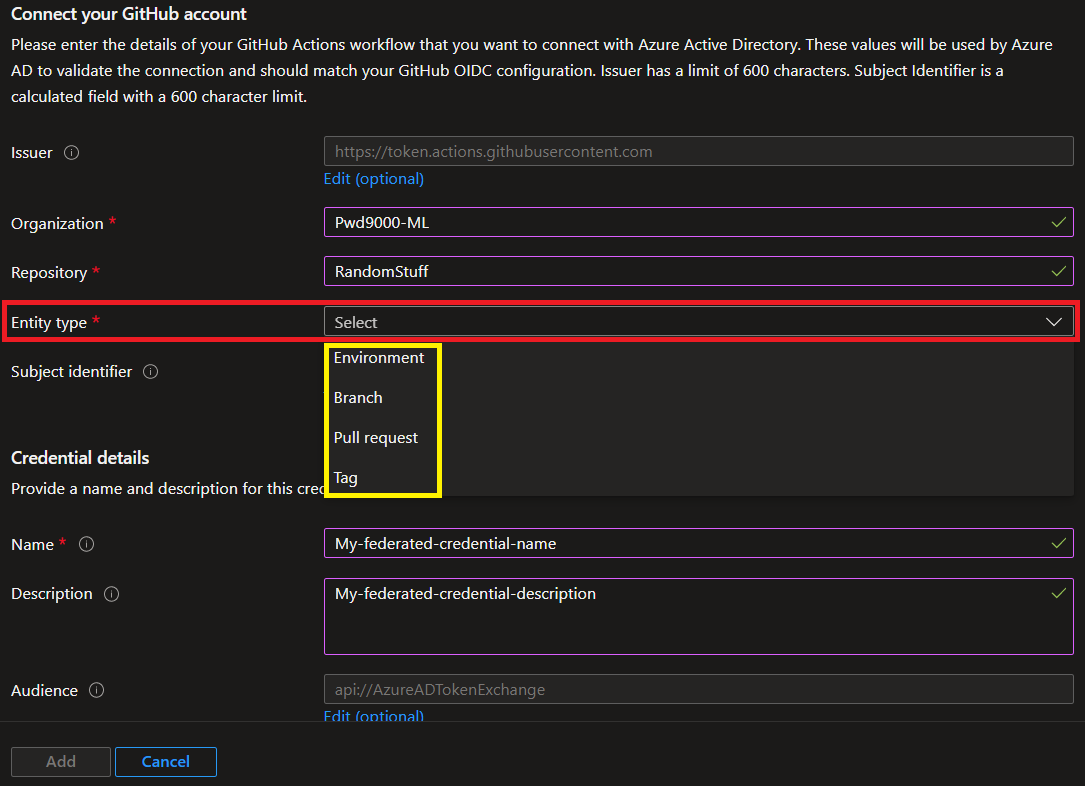 Connect your GitHub account
Please enter the details of your GitHub Actions workflow that you want to connect with Azure Active Directory. These values will be used by Azure
AD to validate the connection and should match your GitHub OIDC configuration. Issuer has a limit of 600 characters. Subject Identifier is a
calculated field with a 600 character limit.
Issuer
https://token.actions.githubusercontent.com
Edit (optional)
Organization *
Pwd9000-ML
Repository *
RandomStuff
Entity type *
Select
Environment
Subject identifier
Branch
Pull request
Tag
Credential details
Provide a name and description for this
Name *
My-federated-credential-name
Description
My-federated-credential-description
Audience
api://AzureADTokenExchange
Edit (optional)
Add
Cancel